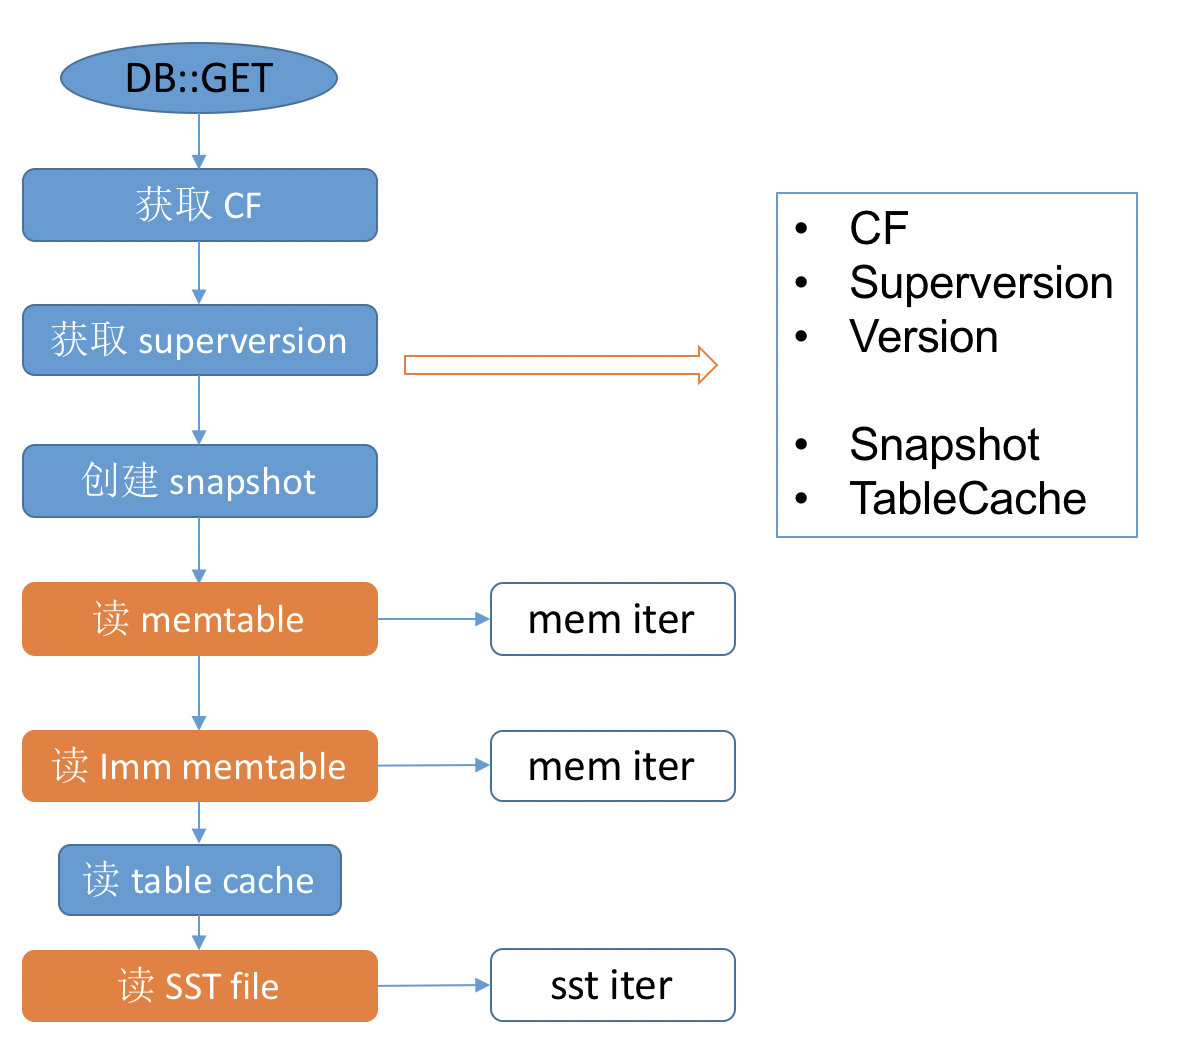 DB::GET
获取 CF
获取 superversion
创建 snapshot
读 memtable
mem iter
读 Imm memtable
mem iter
读 table cache
读 SST file
sst iter
• CF
• Superversion
• Version
• Snapshot
• TableCache